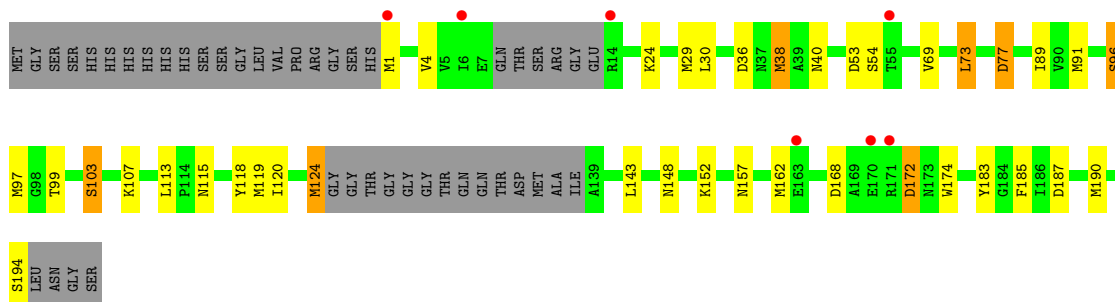 MET GLY SER SER HIS HIS HIS HIS HIS HIS SER SER GLY LEU VAL PRO ARG GLY SER HIS M1 V4 V5 I6 E7 GLN THR SER ARG GLY GLU R14 K24 M29 L30 D36 N37 M38 A39 N40 D53 S54 T55 V69 L73 D77 I89 V90 M91 S96
M97 G98 T99 S103 K107 L113 P114 N115 Y118 M119 I120 M124 GLY GLY THR GLY GLY GLY THR GLN GLN THR ASP MET ALA ILE A139 L143 N148 K152 N157 M162 E163 D168 A169 E170 R171 D172 N173 W174 Y183 G184 F185 I186 D187 M190
S194 LEU ASN GLY SER